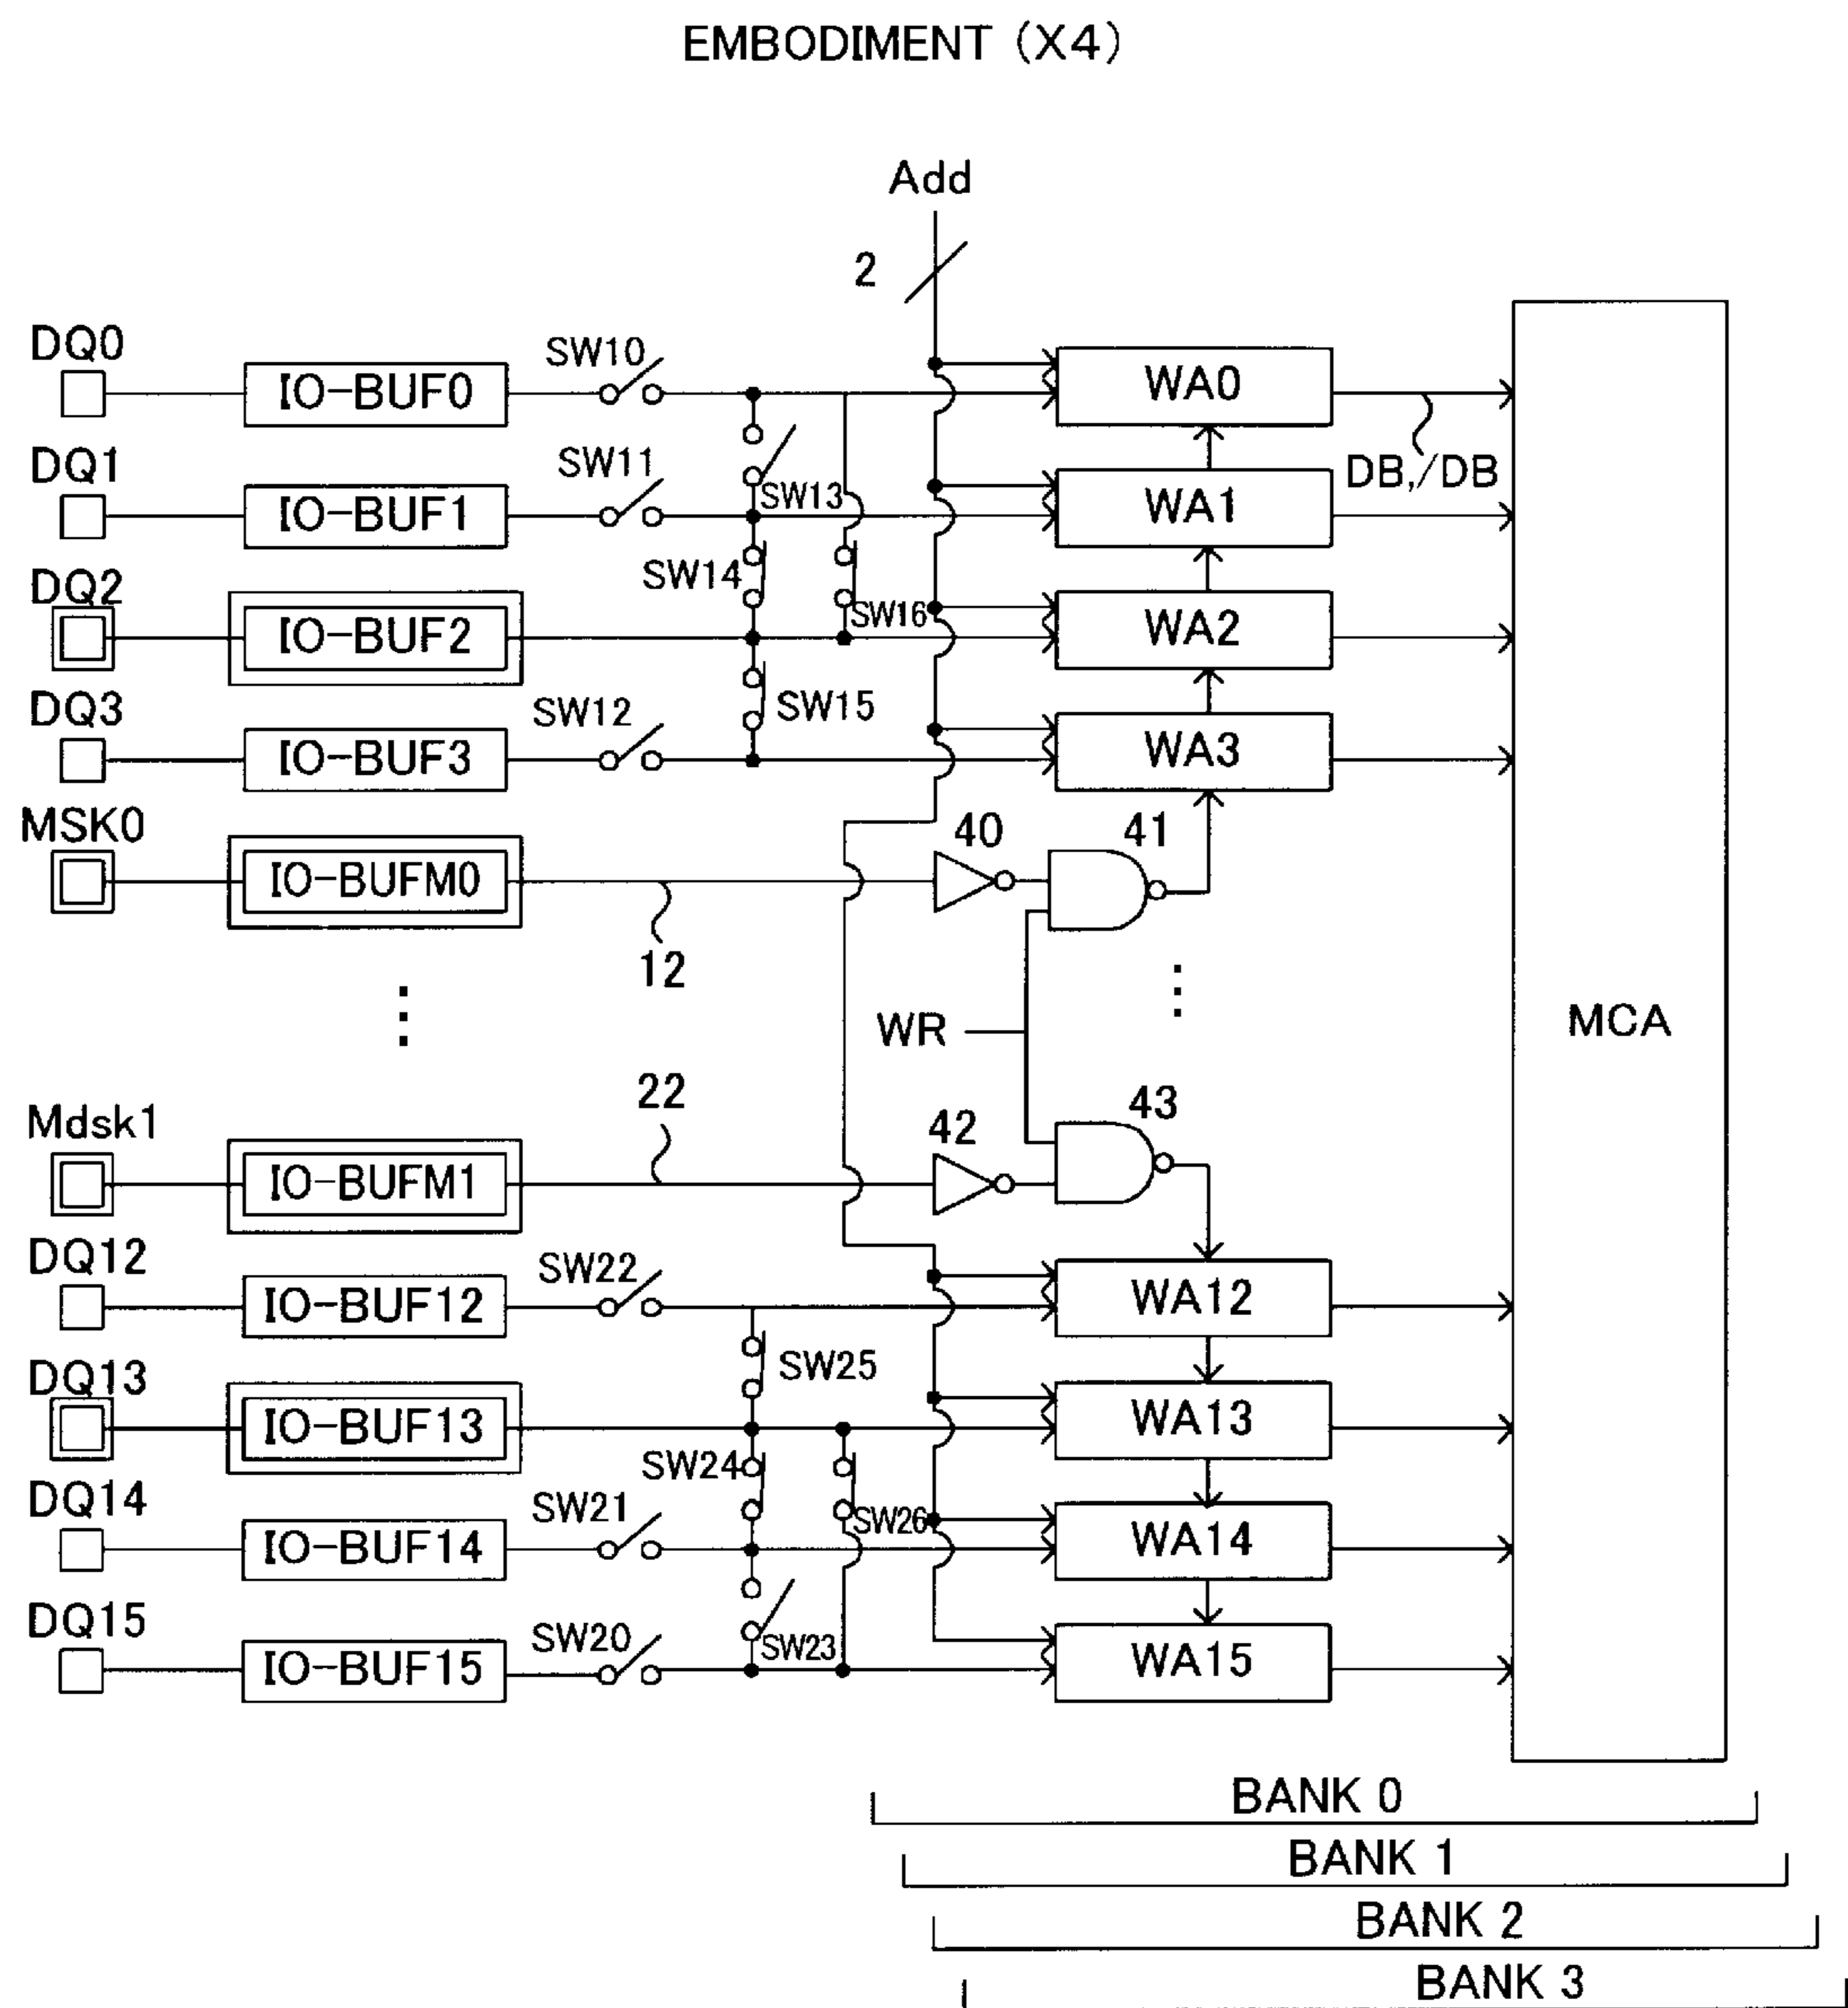 EMBODIMENT (X4)
Add
2
DQ0
IO-BUF0
SW10
WA0
DB,/DB
DQ1
IO-BUF1
SW11
SW13
WA1
DQ2
IO-BUF2
SW14
SW16
WA2
DQ3
IO-BUF3
SW12
SW15
WA3
MSK0
IO-BUFM0
12
40
41
WR
MCA
Mdsk1
IO-BUFM1
22
42
43
DQ12
IO-BUF12
SW22
WA12
SW25
DQ13
IO-BUF13
WA13
SW24
SW26
DQ14
IO-BUF14
SW21
WA14
DQ15
IO-BUF15
SW20
SW23
WA15
BANK 0
BANK 1
BANK 2
BANK 3